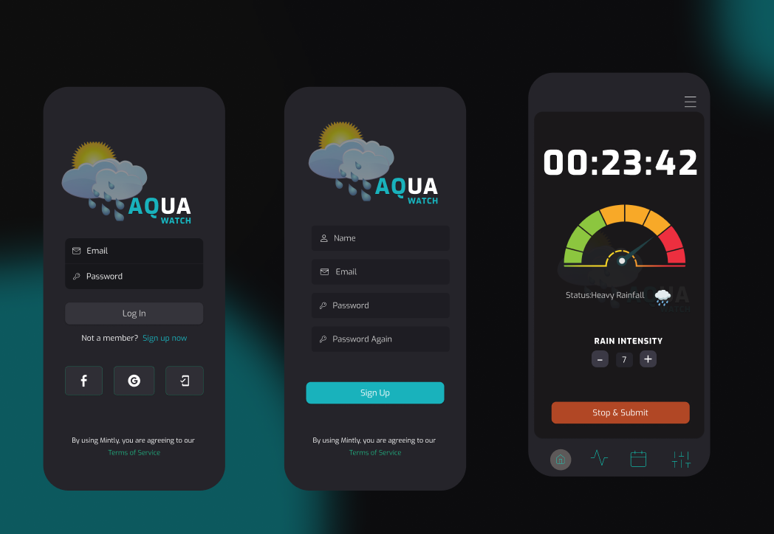 AQUA
WATCH
Email
Password
Log In
Not a member? Sign up now
By using Mintly, you are agreeing to our
Terms of Service
AQUA
WATCH
Name
Email
Password
Password Again
Sign Up
By using Mintly, you are agreeing to our
Terms of Service
00:23:42
Status:Heavy Rainfall
RAIN INTENSITY
- 7 +
Stop & Submit